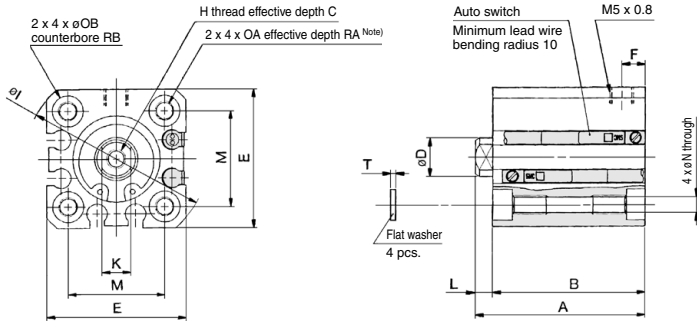 H thread effective depth C
2 x 4 x øOB
counterbore RB
2 x 4 x OA effective depth RA Note)
Auto switch
Minimum lead wire
bending radius 10
M5 x 0.8
F
øI
M
E
K
M
E
øD
T
Flat washer
4 pcs.
4 x øN through
L
B
A